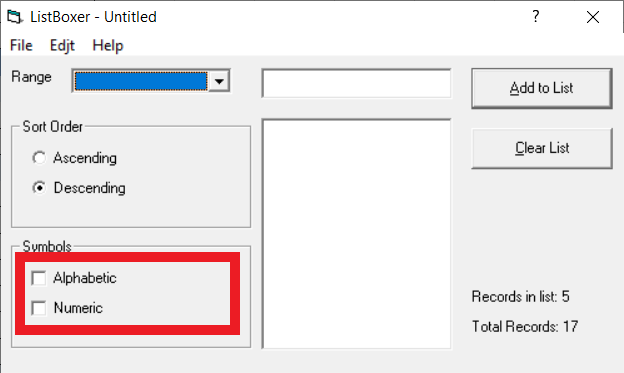 ListBoxer - Untitled
?
File Edjt Help
Range
Add to List
Sort Order
Ascending
Descending
Clear List
Symbols
Alphabetic
Numeric
Records in list: 5
Total Records: 17